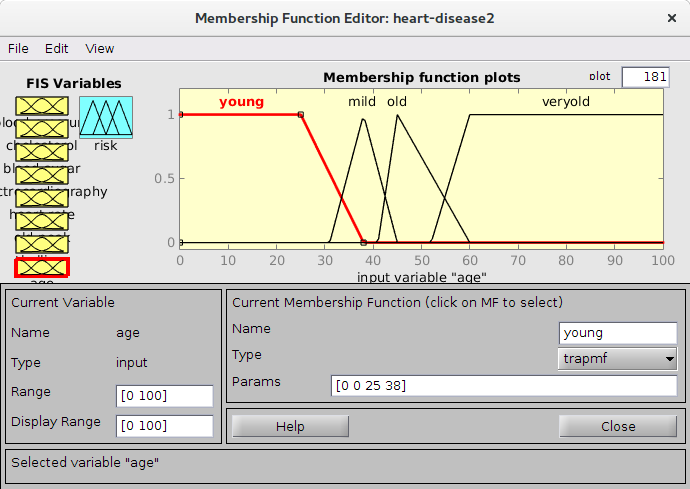 Membership Function Editor: heart-disease2
File Edit View
FIS Variables
cholesterol
heart rate
age
risk
Membership function plots
plot 181
young mild old veryold
1
0.5
0
0 10 20 30 40 50 60 70 80 90 100
input variable "age"
Current Variable
Name age
Type input
Range [0 100]
Display Range [0 100]
Current Membership Function (click on MF to select)
Name young
Type trapmf
Params [0 0 25 38]
Help Close
Selected variable "age"